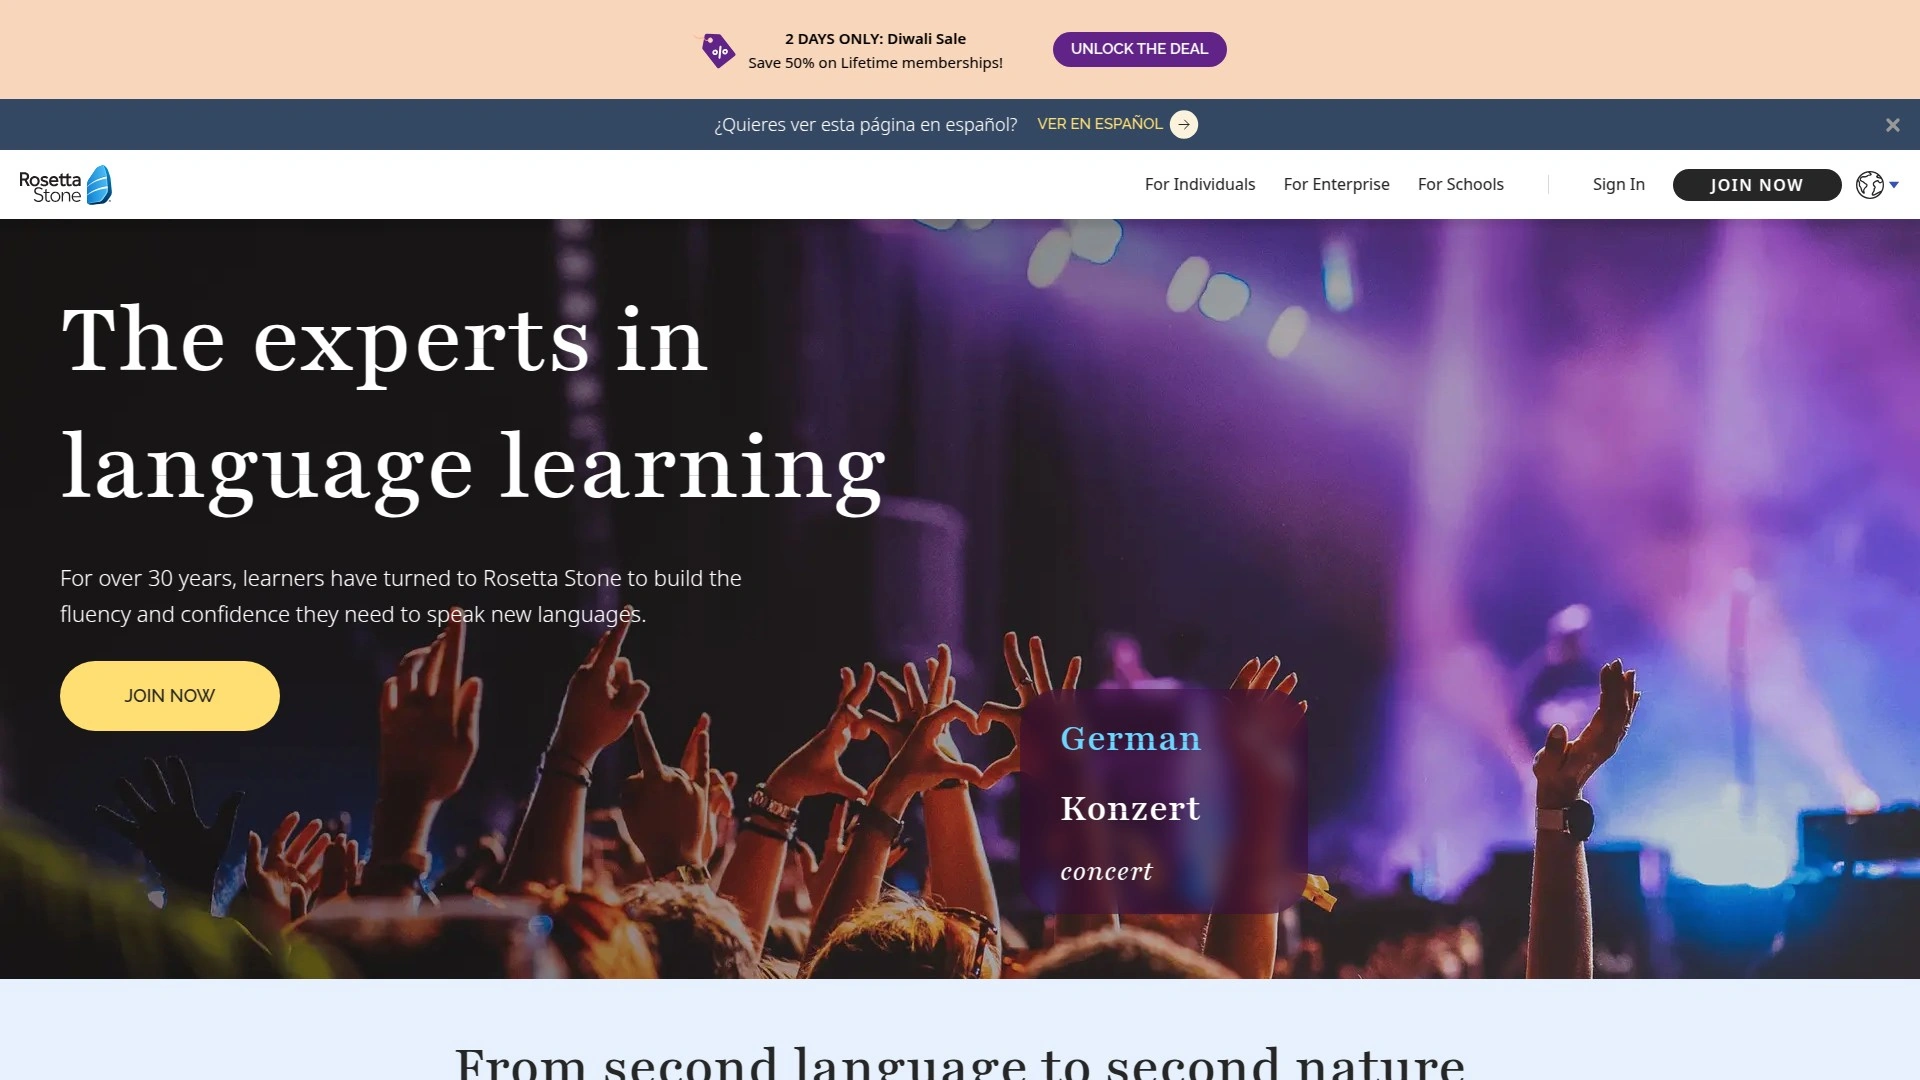 2 DAYS ONLY: Diwali Sale
Save 50% on Lifetime memberships!
UNLOCK THE DEAL
¿Quieres ver esta página en español?
VER EN ESPAÑOL
Rosetta
Stone
For Individuals
For Enterprise
For Schools
Sign In
JOIN NOW
The experts in
language learning
For over 30 years, learners have turned to Rosetta Stone to build the
fluency and confidence they need to speak new languages.
JOIN NOW
German
Konzert
concert
From second language to second nature